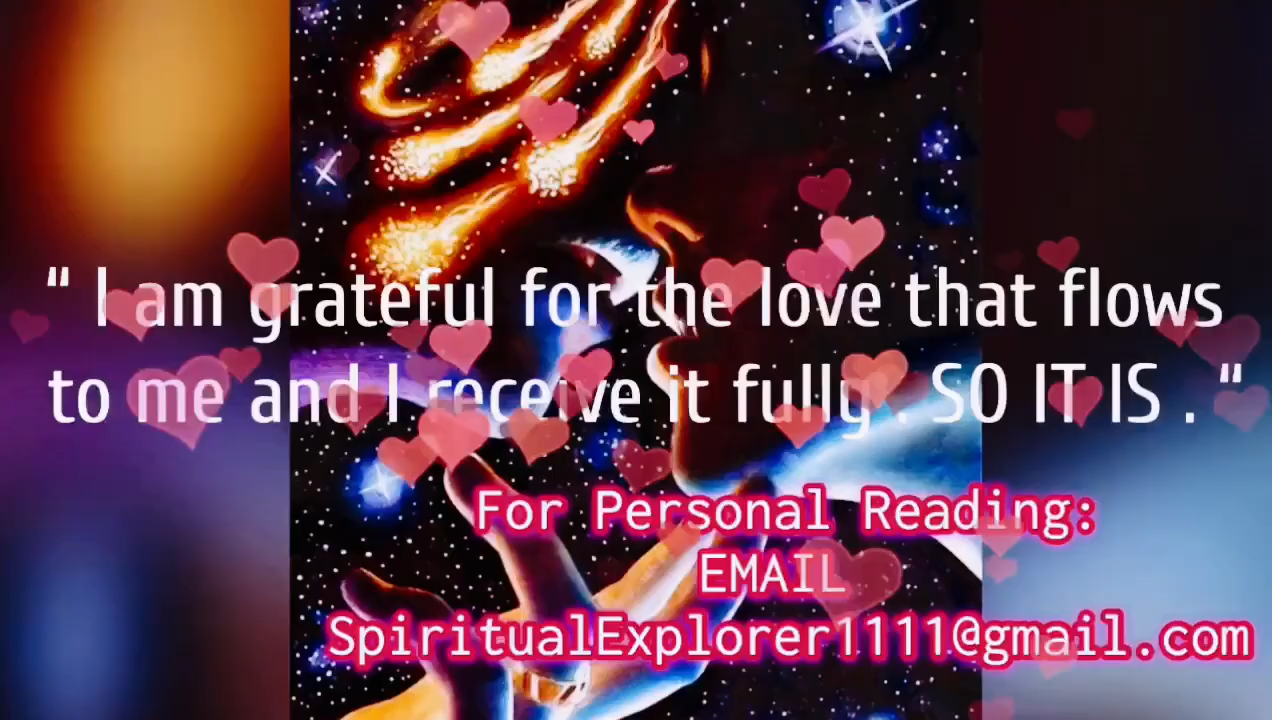 “ I am grateful for the love that flows
to me and I receive it fully . SO IT IS . “
For Personal Reading:
EMAIL
SpiritualExplorer1111@gmail.com